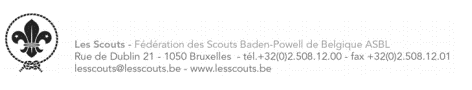 Les Scouts - Fédération des Scouts Baden-Powell de Belgique ASBL
Rue de Dublin 21 - 1050 Bruxelles - tél.+32(0)2.508.12.00 - fax +32(0)2.508.12.01
lesscouts@lesscouts.be - www.lesscouts.be